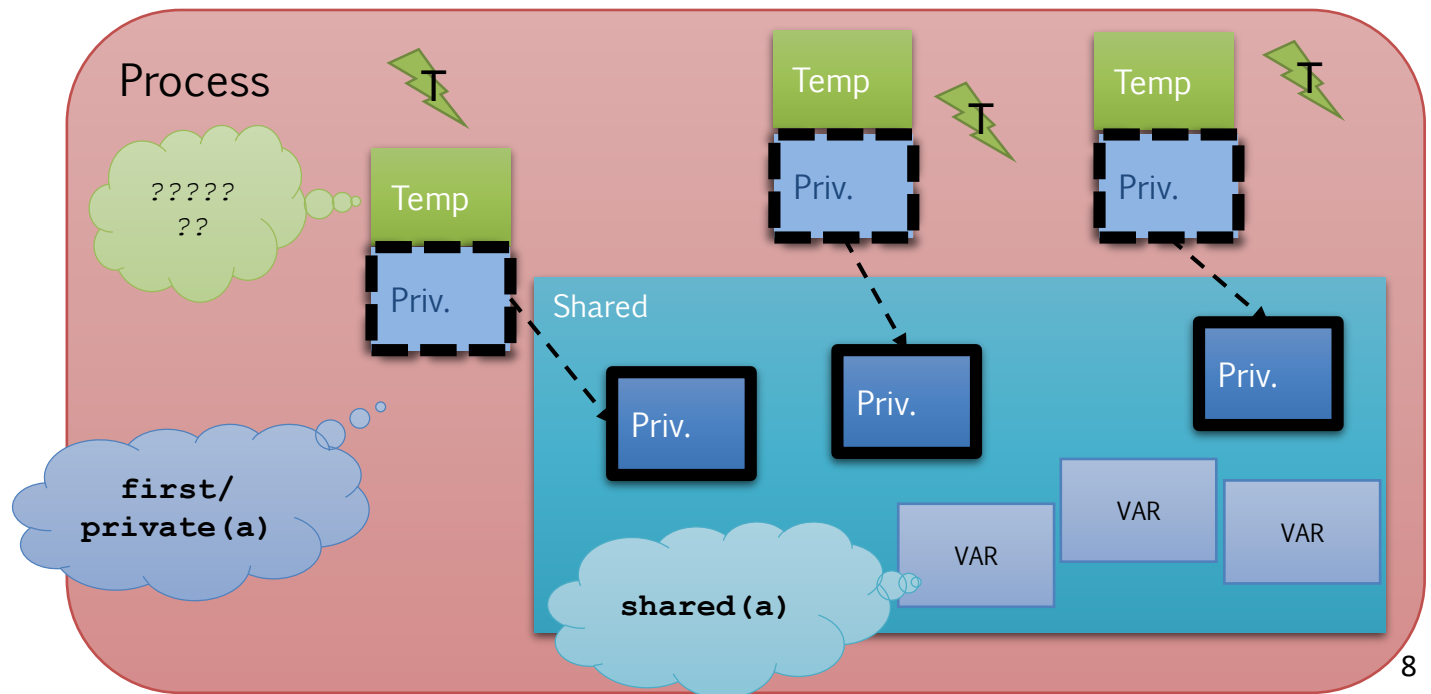 Process
T
Temp
Priv.
Temp
Priv.
T
Temp
Priv.
T
?????
??
Temp
Priv.
Shared
Priv.
Priv.
Priv.
first/
private(a)
shared(a)
VAR
VAR
VAR
8